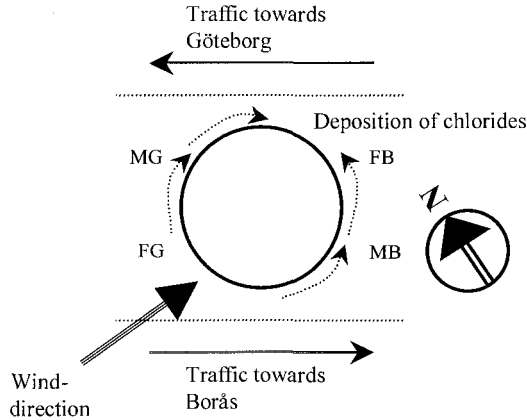 Traffic towards
Göteborg
Deposition of chlorides
MG
FB
N
FG
MB
Wind-
direction
Traffic towards
Borås